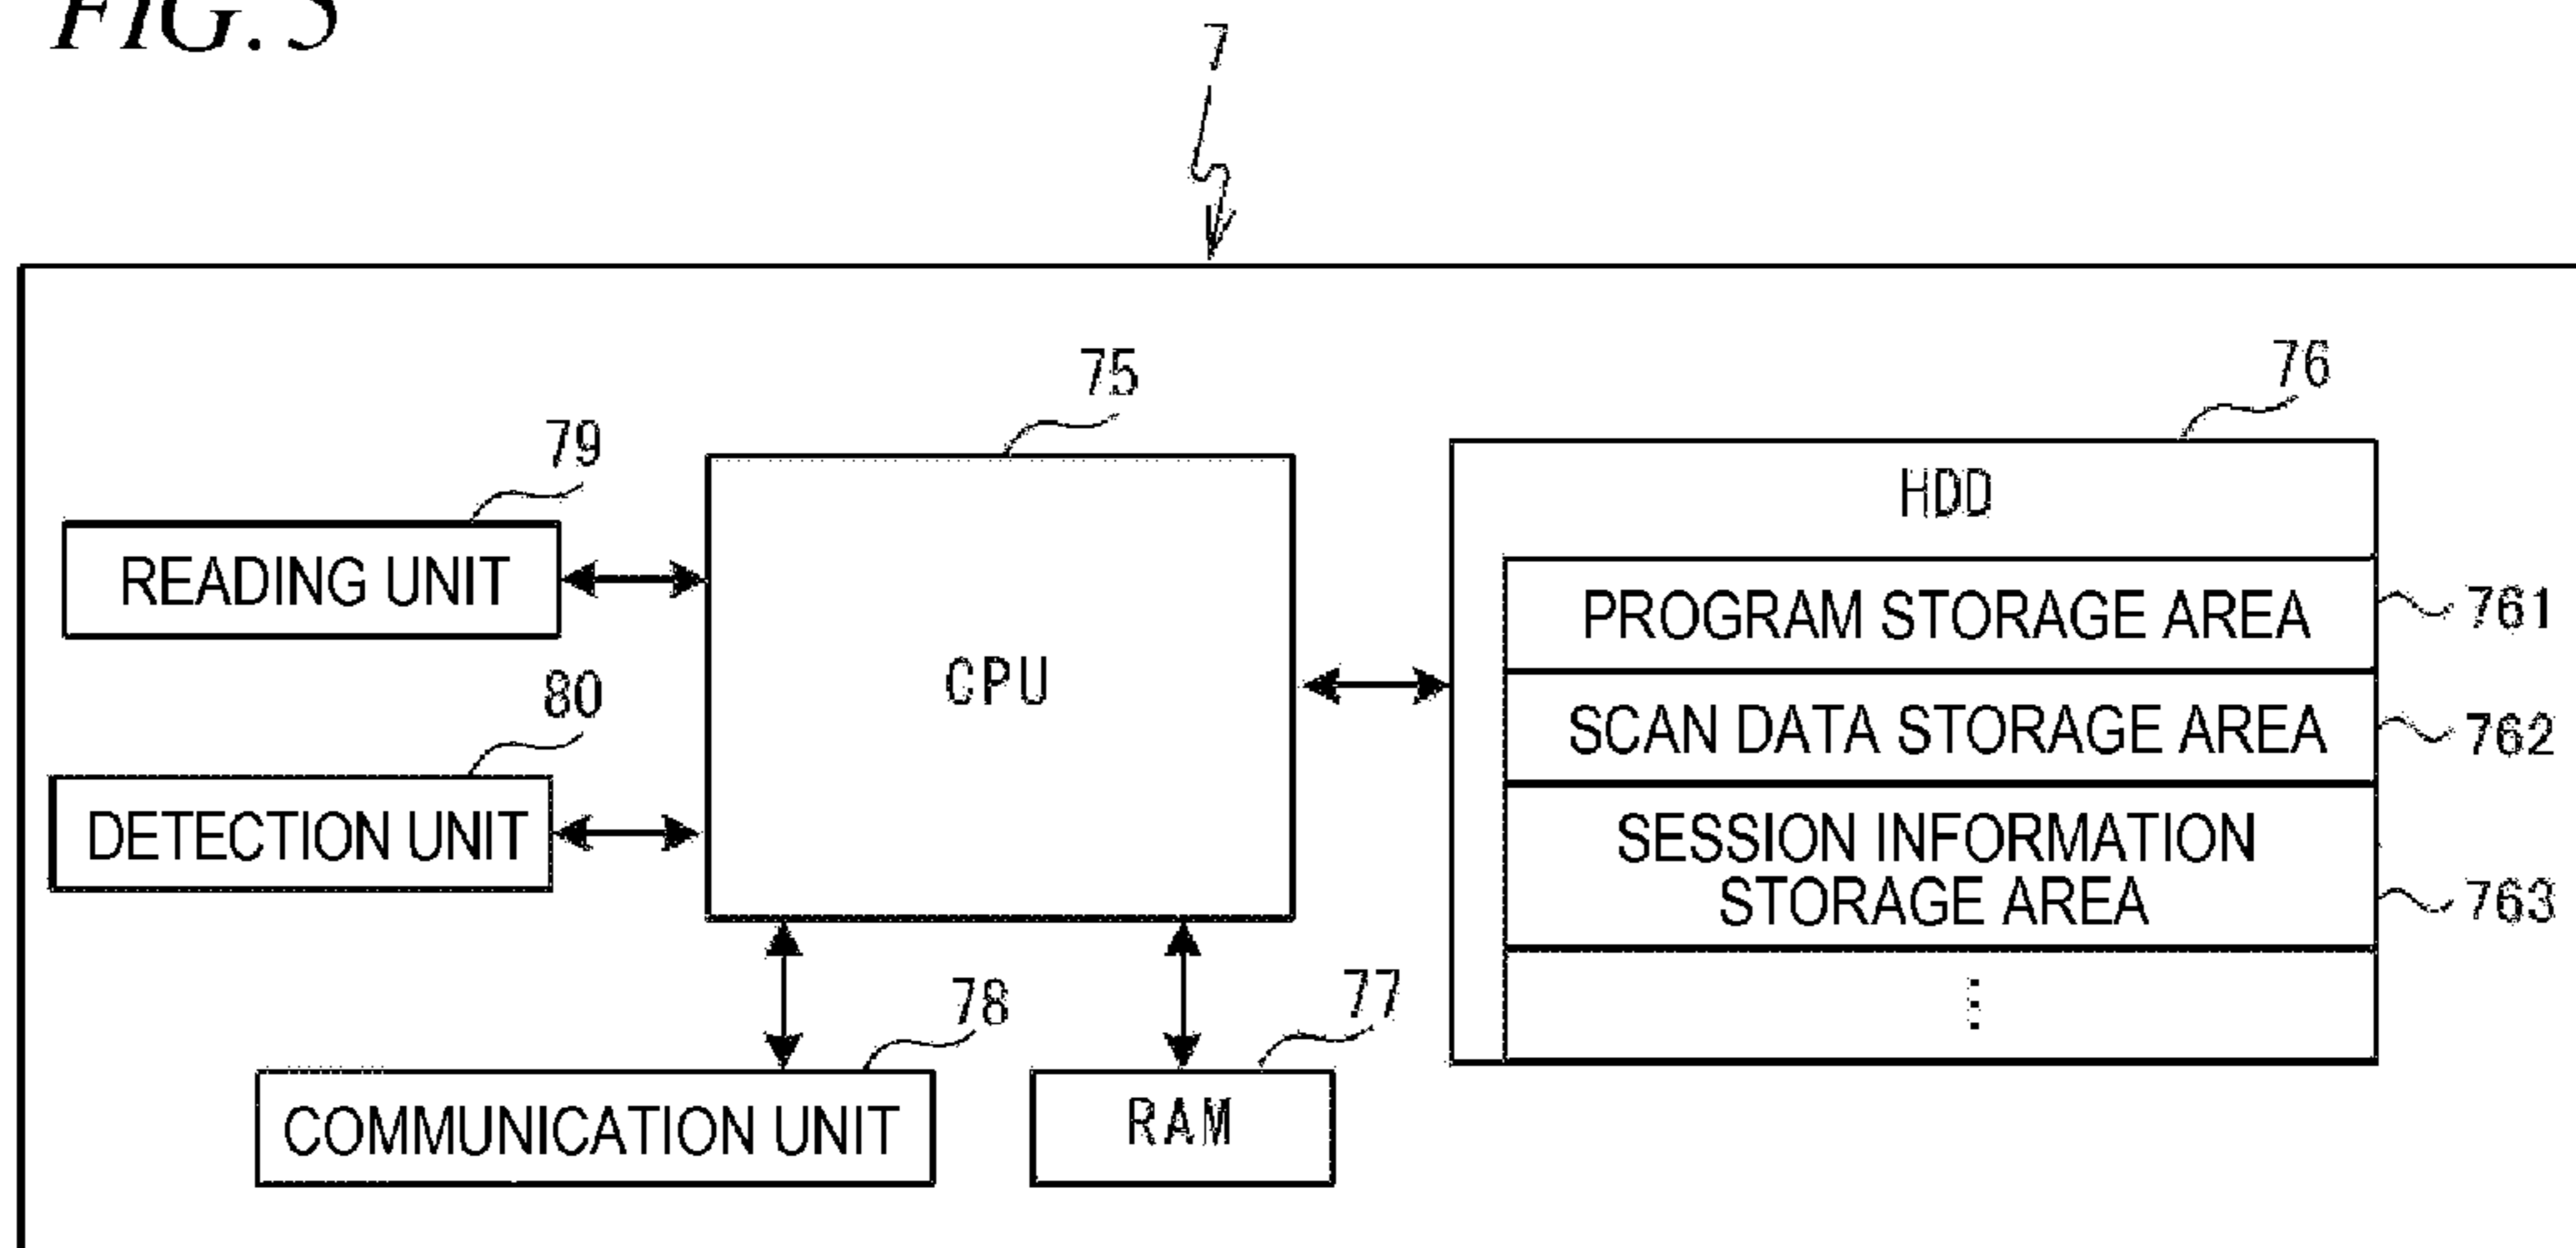 FIG. 5
7
75
76
79
HDD
READING UNIT
PROGRAM STORAGE AREA
761
CPU
80
SCAN DATA STORAGE AREA
762
DETECTION UNIT
SESSION INFORMATION
STORAGE AREA
763
78
77
COMMUNICATION UNIT
RAM